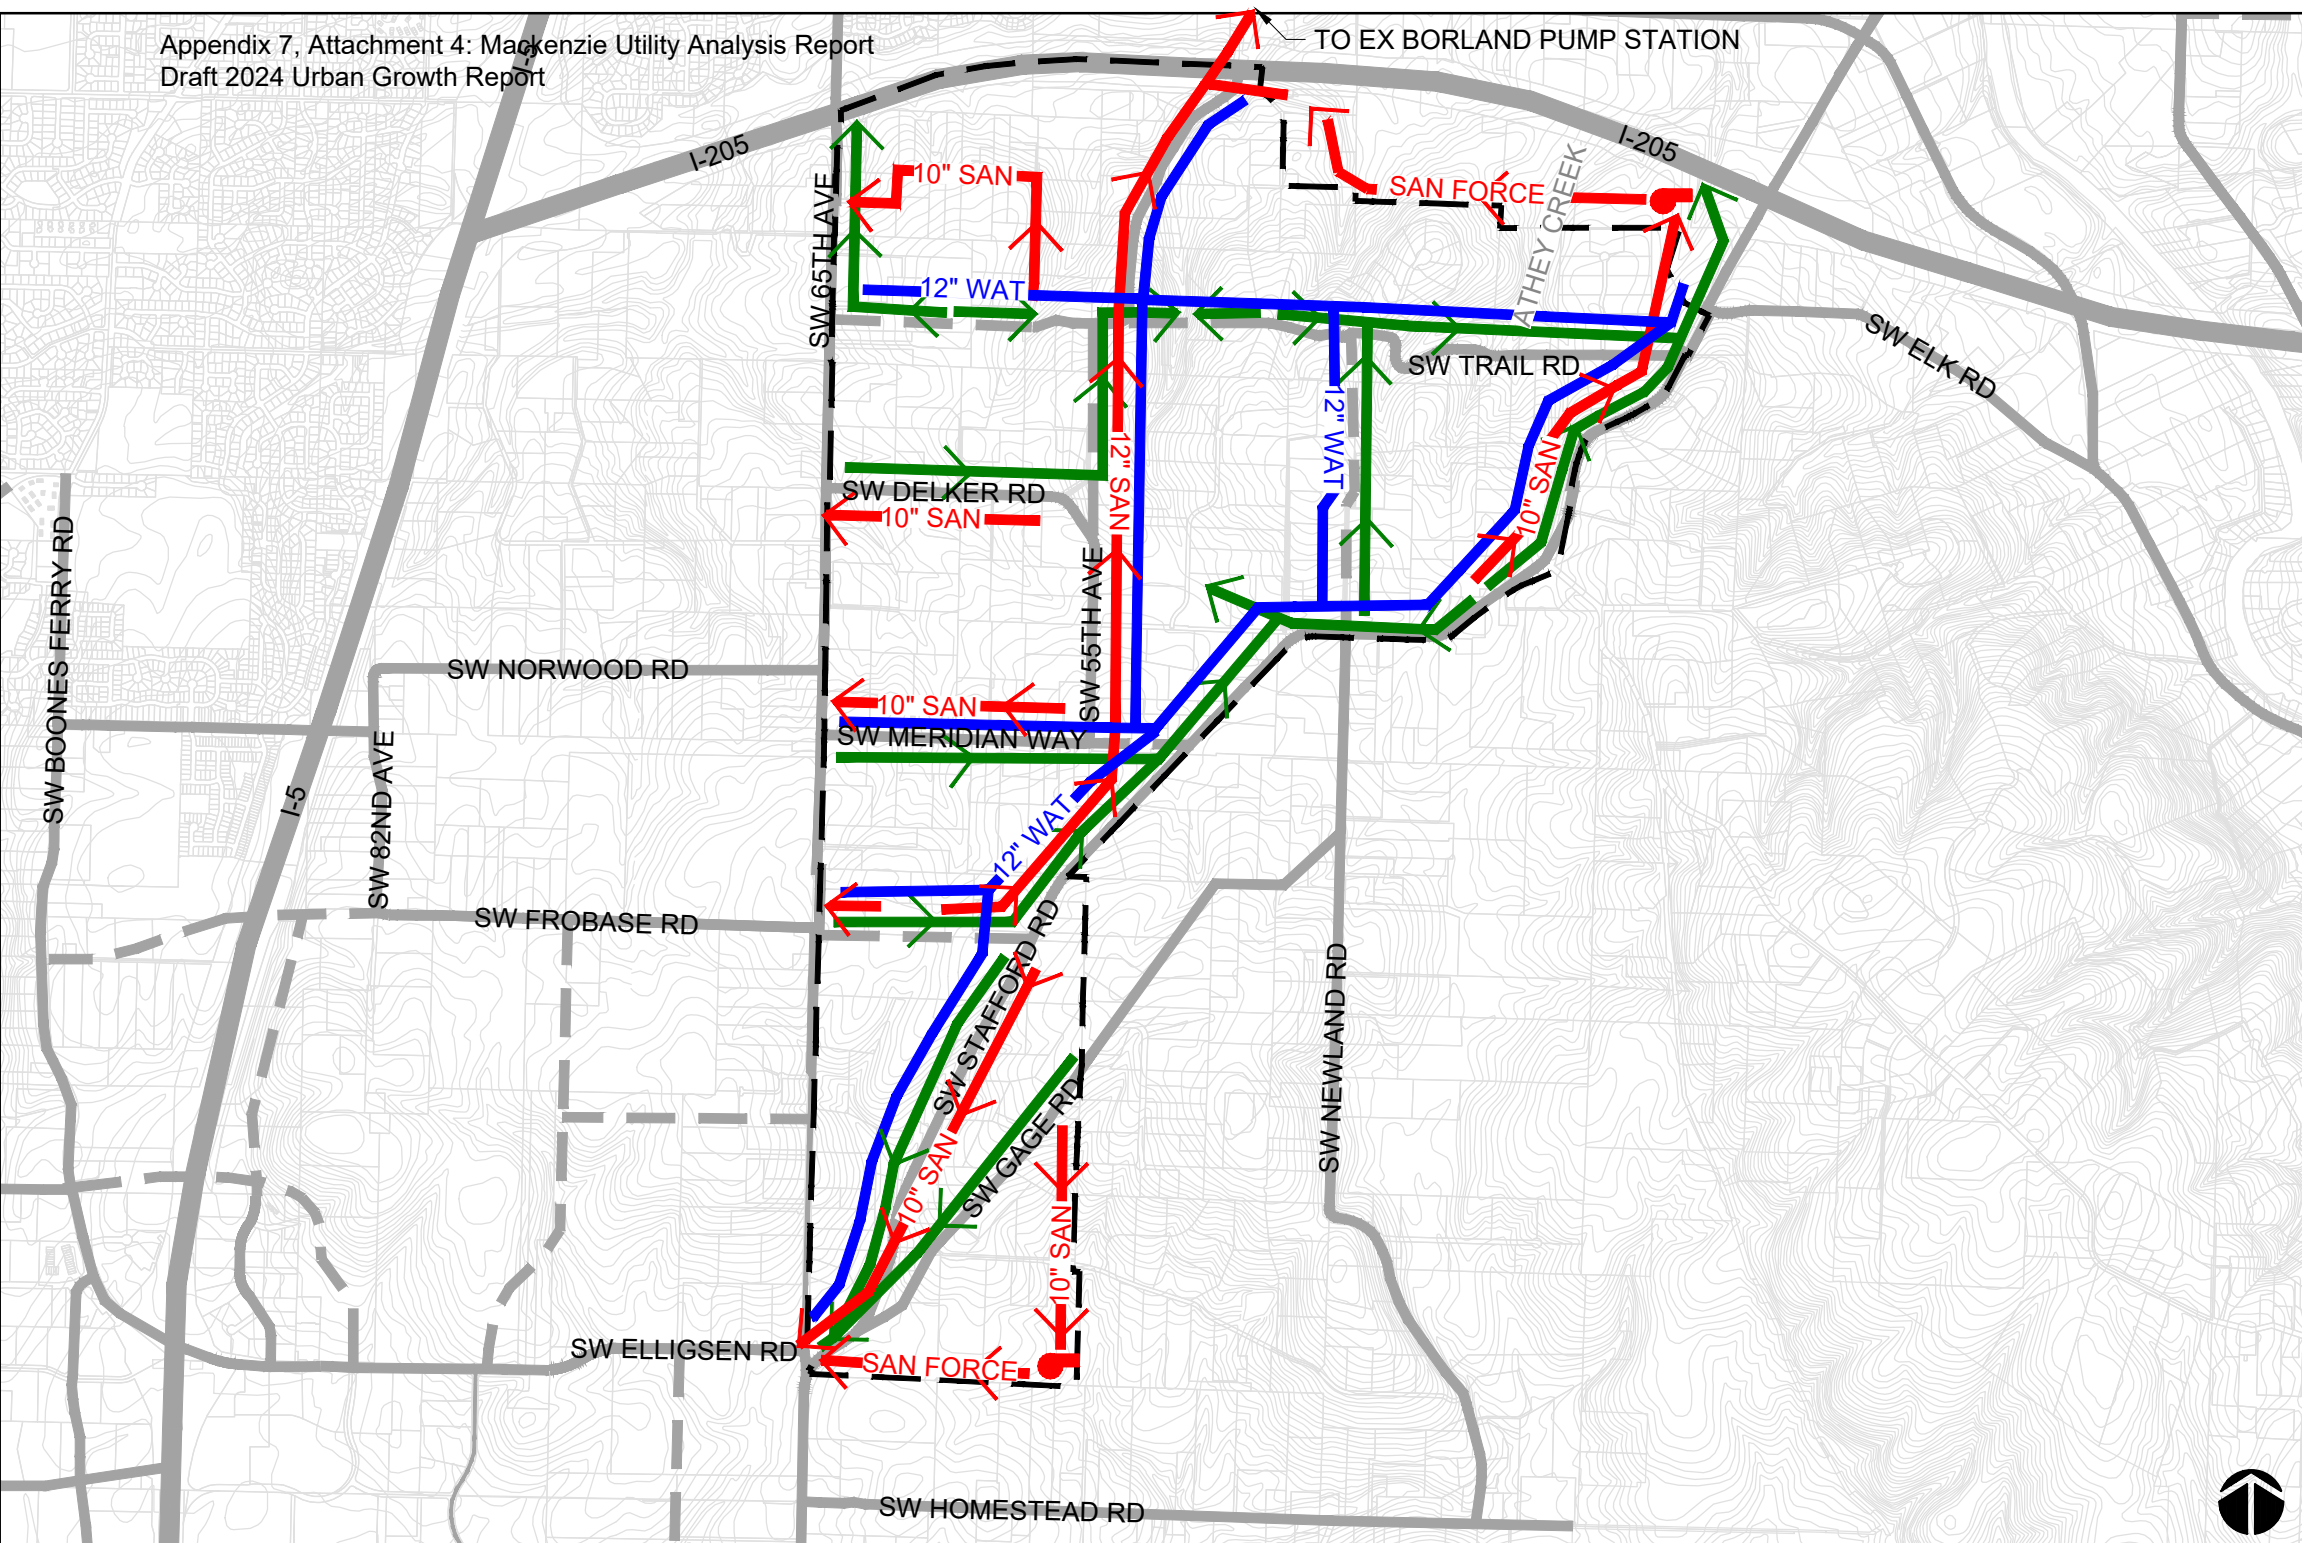 Appendix 7, Attachment 4: Mackenzie Utility Analysis Report
Draft 2024 Urban Growth Report
TO EX BORLAND PUMP STATION
I-5
I-205
I-205
10" SAN
SAN FORCE
ATHEY CREEK
SW 65TH AVE
12" WAT
SW TRAIL RD
SW ELK RD
12" WAT
12" SAN
SW DELKER RD
10" SAN
10" SAN
SW BOONES FERRY RD
SW 55TH AVE
SW NORWOOD RD
10" SAN
SW MERIDIAN WAY
SW 82ND AVE
I-5
12" WAT
SW FROBASE RD
SW STAFFORD RD
SW NEWLAND RD
SW GAGE RD
10" SAN
10" SAN
SW ELLIGSEN RD
SAN FORCE
SW HOMESTEAD RD